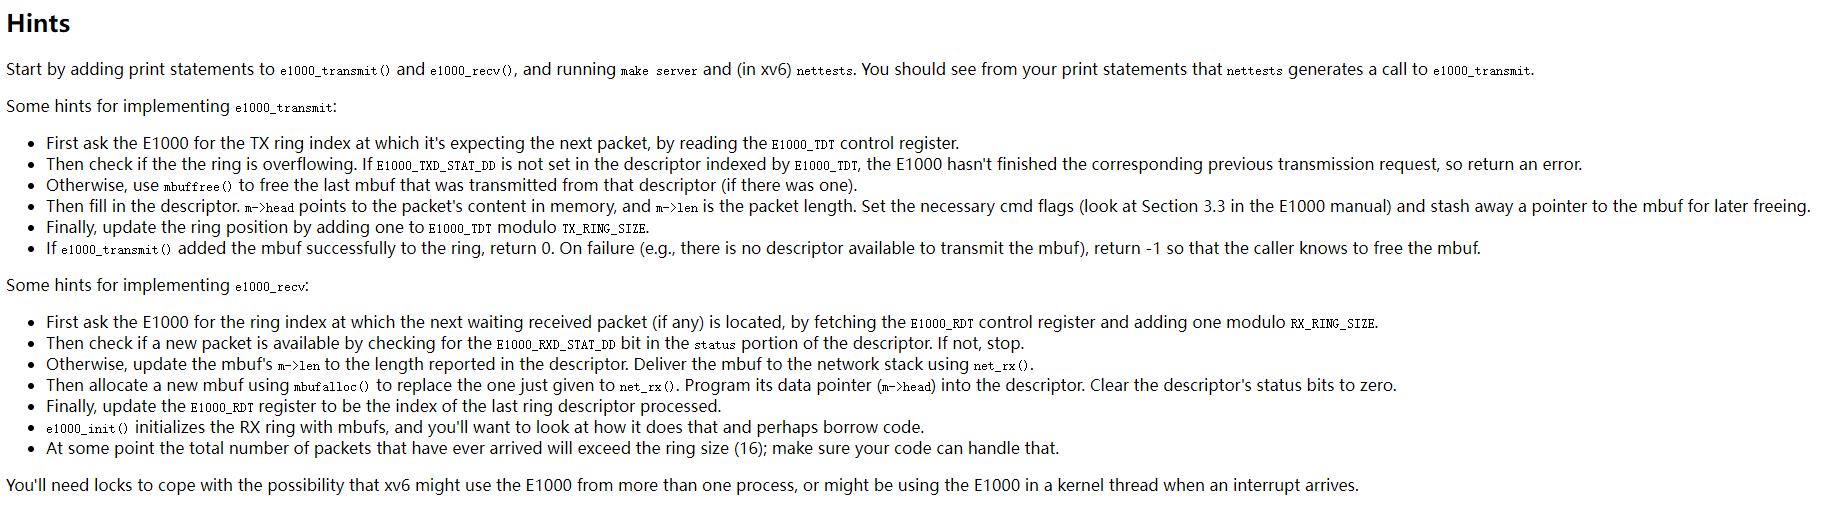 Hints
Start by adding print statements to e1000_transmit() and e1000_recv(), and running make server and (in xv6) nettests. You should see from your print statements that nettests generates a call to e1000_transmit.
Some hints for implementing e1000_transmit:
• First ask the E1000 for the TX ring index at which it's expecting the next packet, by reading the E1000_TDT control register.
• Then check if the the ring is overflowing. If E1000_TXD_STAT_DD is not set in the descriptor indexed by E1000_TDT, the E1000 hasn't finished the corresponding previous transmission request, so return an error.
• Otherwise, use mbuffree() to free the last mbuf that was transmitted from that descriptor (if there was one).
• Then fill in the descriptor. m->head points to the packet's content in memory, and m->len is the packet length. Set the necessary cmd flags (look at Section 3.3 in the E1000 manual) and stash away a pointer to the mbuf for later freeing.
• Finally, update the ring position by adding one to E1000_TDT modulo TX_RING_SIZE.
• If e1000_transmit() added the mbuf successfully to the ring, return 0. On failure (e.g., there is no descriptor available to transmit the mbuf), return -1 so that the caller knows to free the mbuf.
Some hints for implementing e1000_recv:
• First ask the E1000 for the ring index at which the next waiting received packet (if any) is located, by fetching the E1000_RDT control register and adding one modulo RX_RING_SIZE.
• Then check if a new packet is available by checking for the E1000_RXD_STAT_DD bit in the status portion of the descriptor. If not, stop.
• Otherwise, update the mbuf's m->len to the length reported in the descriptor. Deliver the mbuf to the network stack using net_rx().
• Then allocate a new mbuf using mbufalloc() to replace the one just given to net_rx(). Program its data pointer (m->head) into the descriptor. Clear the descriptor's status bits to zero.
• Finally, update the E1000_RDT register to be the index of the last ring descriptor processed.
• e1000_init() initializes the RX ring with mbufs, and you'll want to look at how it does that and perhaps borrow code.
• At some point the total number of packets that have ever arrived will exceed the ring size (16); make sure your code can handle that.
You'll need locks to cope with the possibility that xv6 might use the E1000 from more than one process, or might be using the E1000 in a kernel thread when an interrupt arrives.